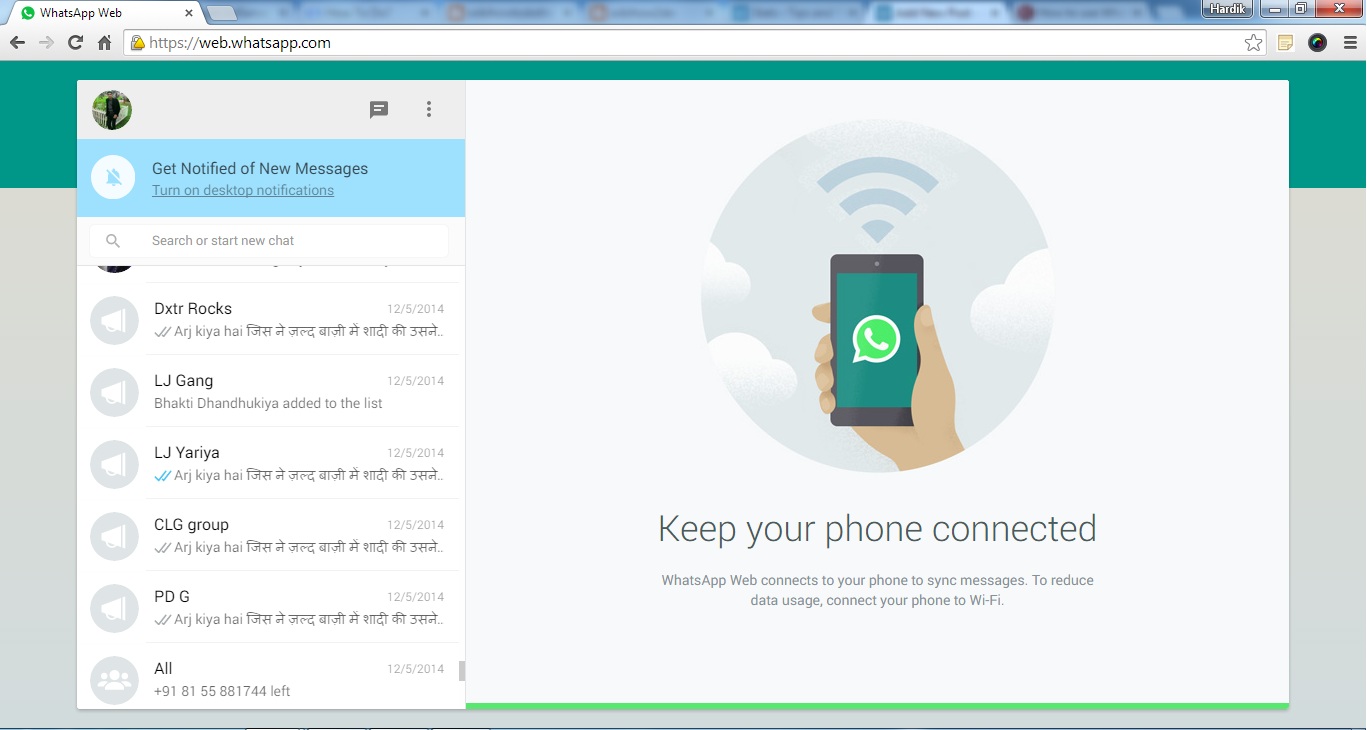 WhatsApp Web
Hardik
https://web.whatsapp.com
Get Notified of New Messages
Turn on desktop notifications
Search or start new chat
Dxtr Rocks
12/5/2014
Arj kiya hai जिस ने ज़ल्द बाज़ी में शादी की उसने..
LJ Gang
12/5/2014
Bhakti Dhandhukiya added to the list
LJ Yariya
12/5/2014
Arj kiya hai जिस ने ज़ल्द बाज़ी में शादी की उसने..
CLG group
12/5/2014
Arj kiya hai जिस ने ज़ल्द बाज़ी में शादी की उसने..
PD G
12/5/2014
Arj kiya hai जिस ने ज़ल्द बाज़ी में शादी की उसने..
All
12/5/2014
+91 81 55 881744 left
Keep your phone connected
WhatsApp Web connects to your phone to sync messages. To reduce
data usage, connect your phone to Wi-Fi.